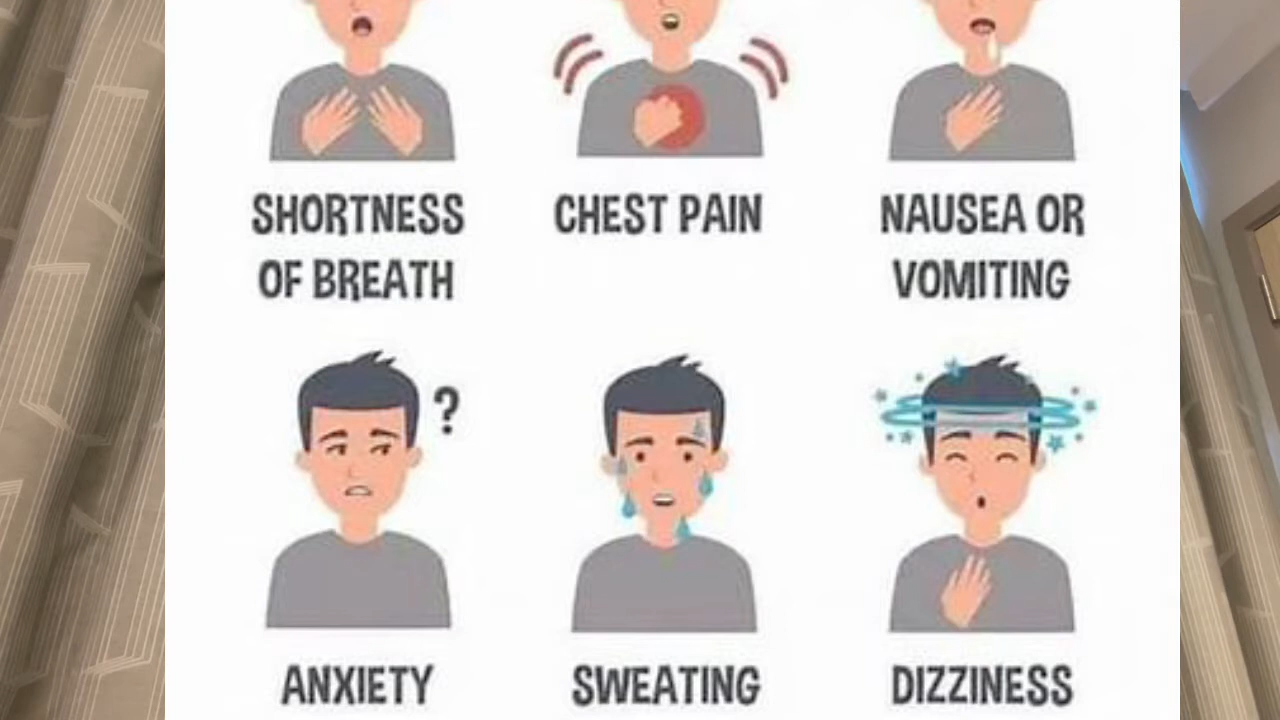 SHORTNESS
OF BREATH
CHEST PAIN
NAUSEA OR
VOMITING
?
ANXIETY
SWEATING
DIZZINESS